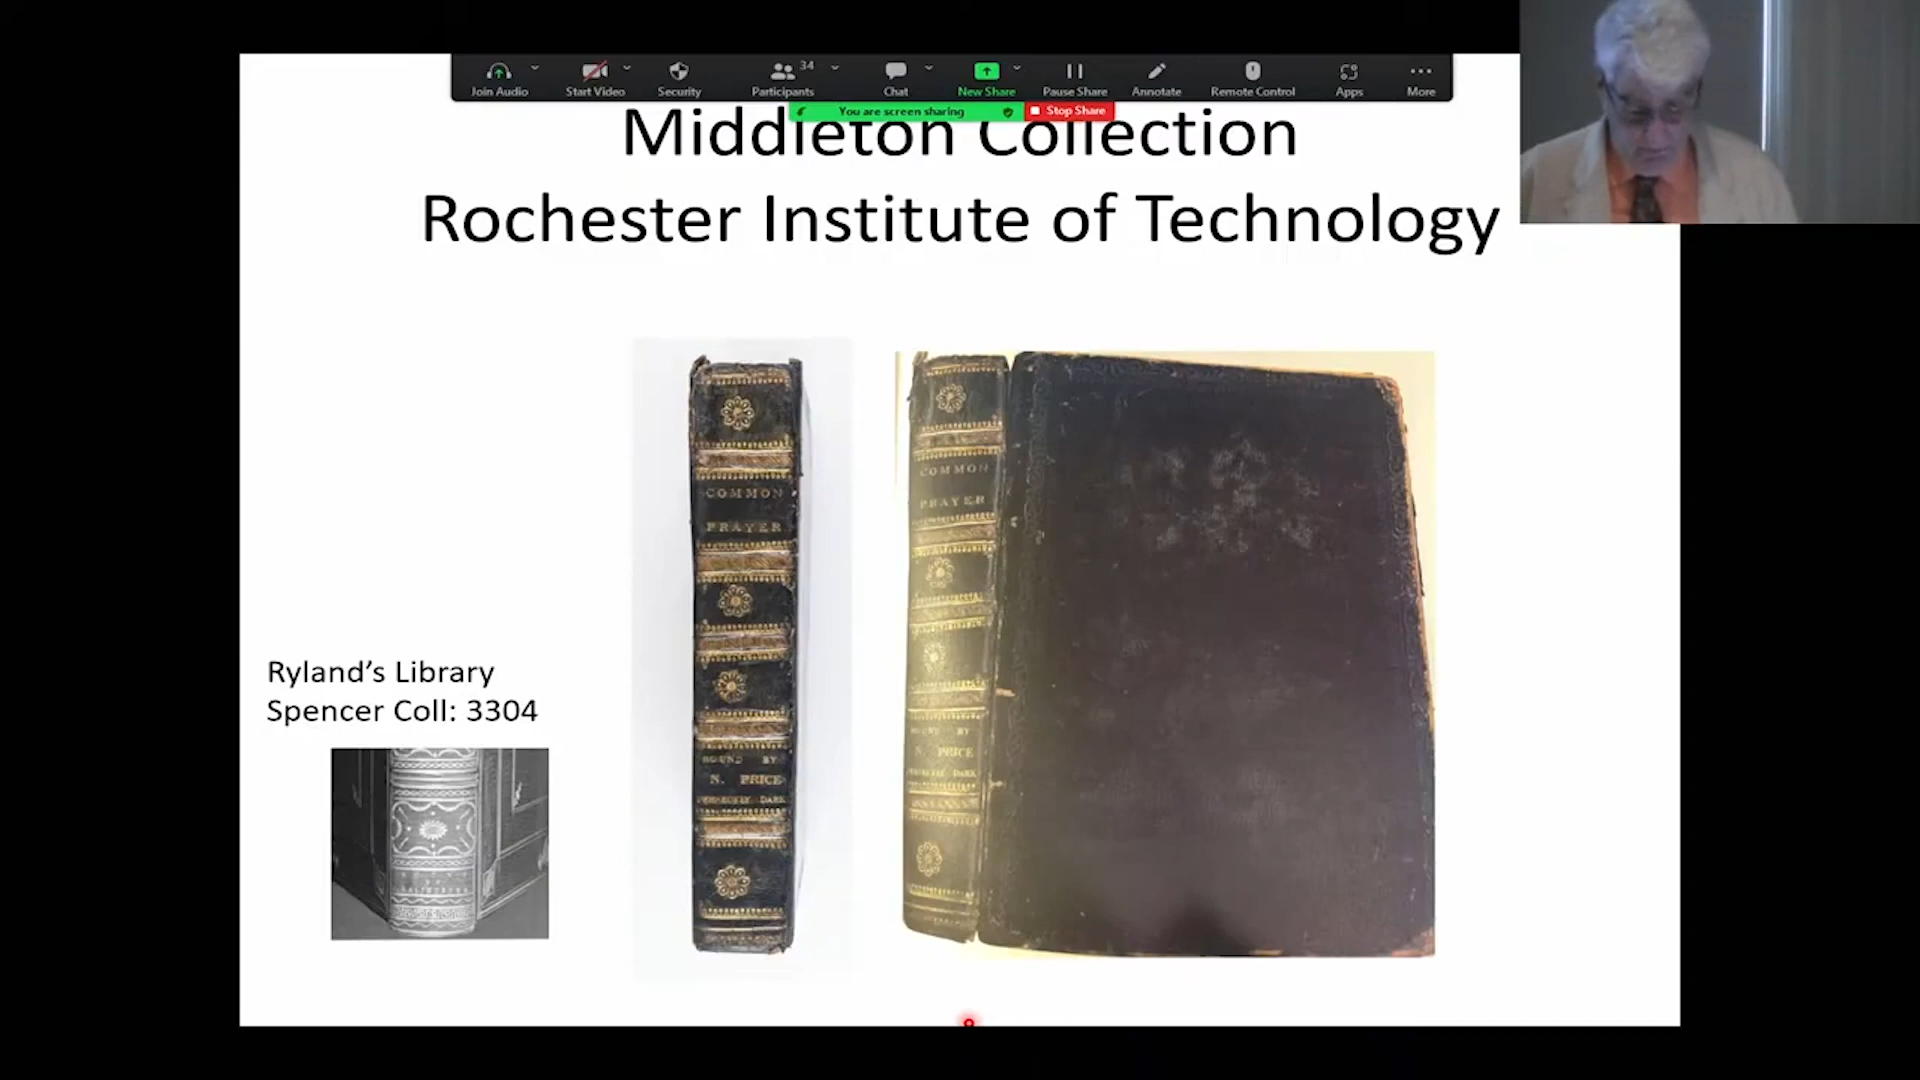 Join Audio
Start Video
Security
34
Participants
Chat
New Share
Pause Share
Annotate
Remote Control
Apps
More
You are screen sharing
Stop Share
Middleton Collection
Rochester Institute of Technology
COMMON
PRAYER
BOUND BY
N. PRICE
COMMON
PRAYER
BOUND BY
N. PRICE
Ryland’s Library
Spencer Coll: 3304